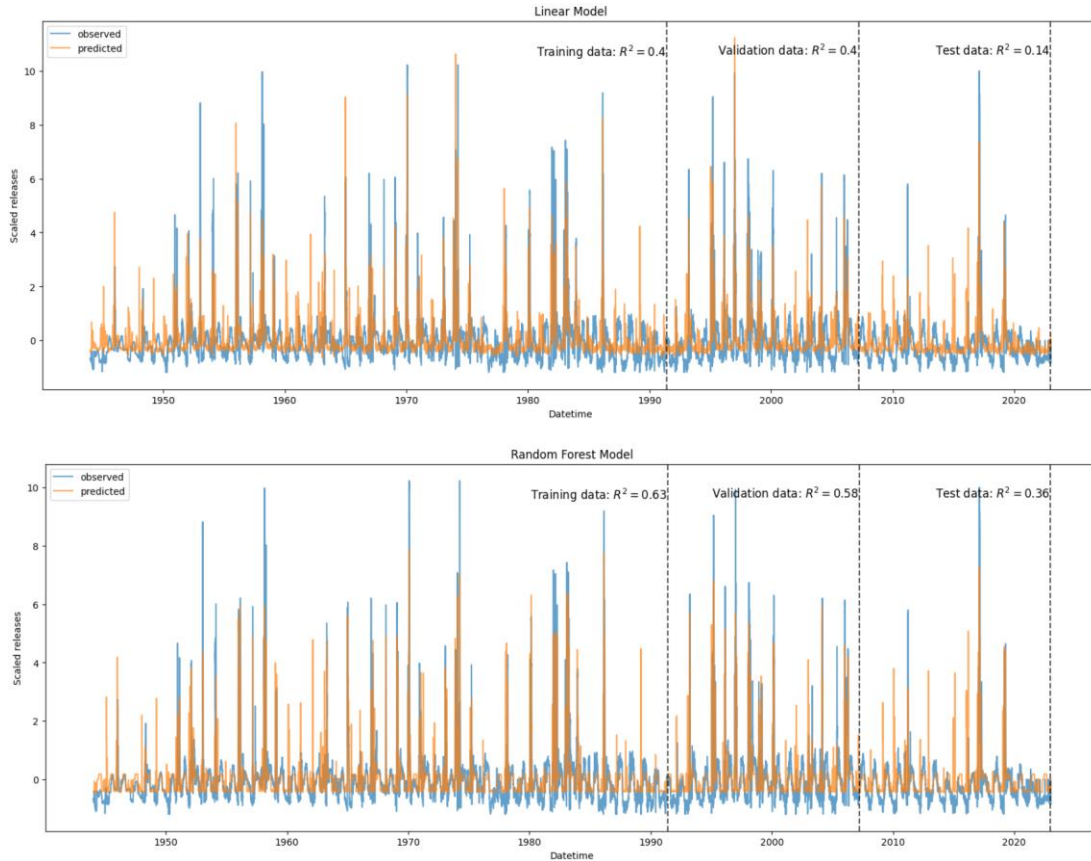 Linear Model
observed
predicted
Training data: R² = 0.4
Validation data: R² = 0.4
Test data: R² = 0.14
10
8
6
4
2
0
Scaled releases
1950 1960 1970 1980 1990 2000 2010 2020
Datetime
Random Forest Model
observed
predicted
Training data: R² = 0.63
Validation data: R² = 0.58
Test data: R² = 0.36
10
8
6
4
2
0
Scaled releases
1950 1960 1970 1980 1990 2000 2010 2020
Datetime